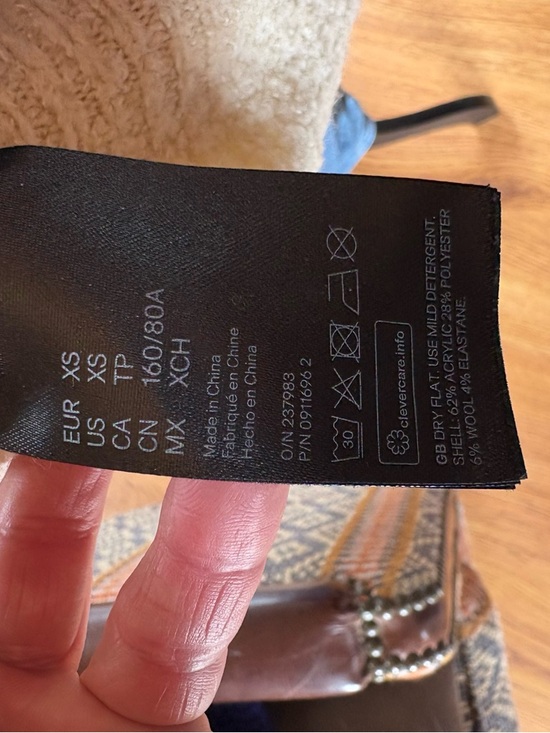 EUR XS
US XS
CA TP
CN 160/80A
MX XCH
Made in China
Fabriqué en Chine
Hecho en China
O/N 237983
P/N 0911696 2
30
clevercare.info
GB DRY FLAT. USE MILD DETERGENT.
SHELL: 62% ACRYLIC 28% POLYESTER
6% WOOL 4% ELASTANE.